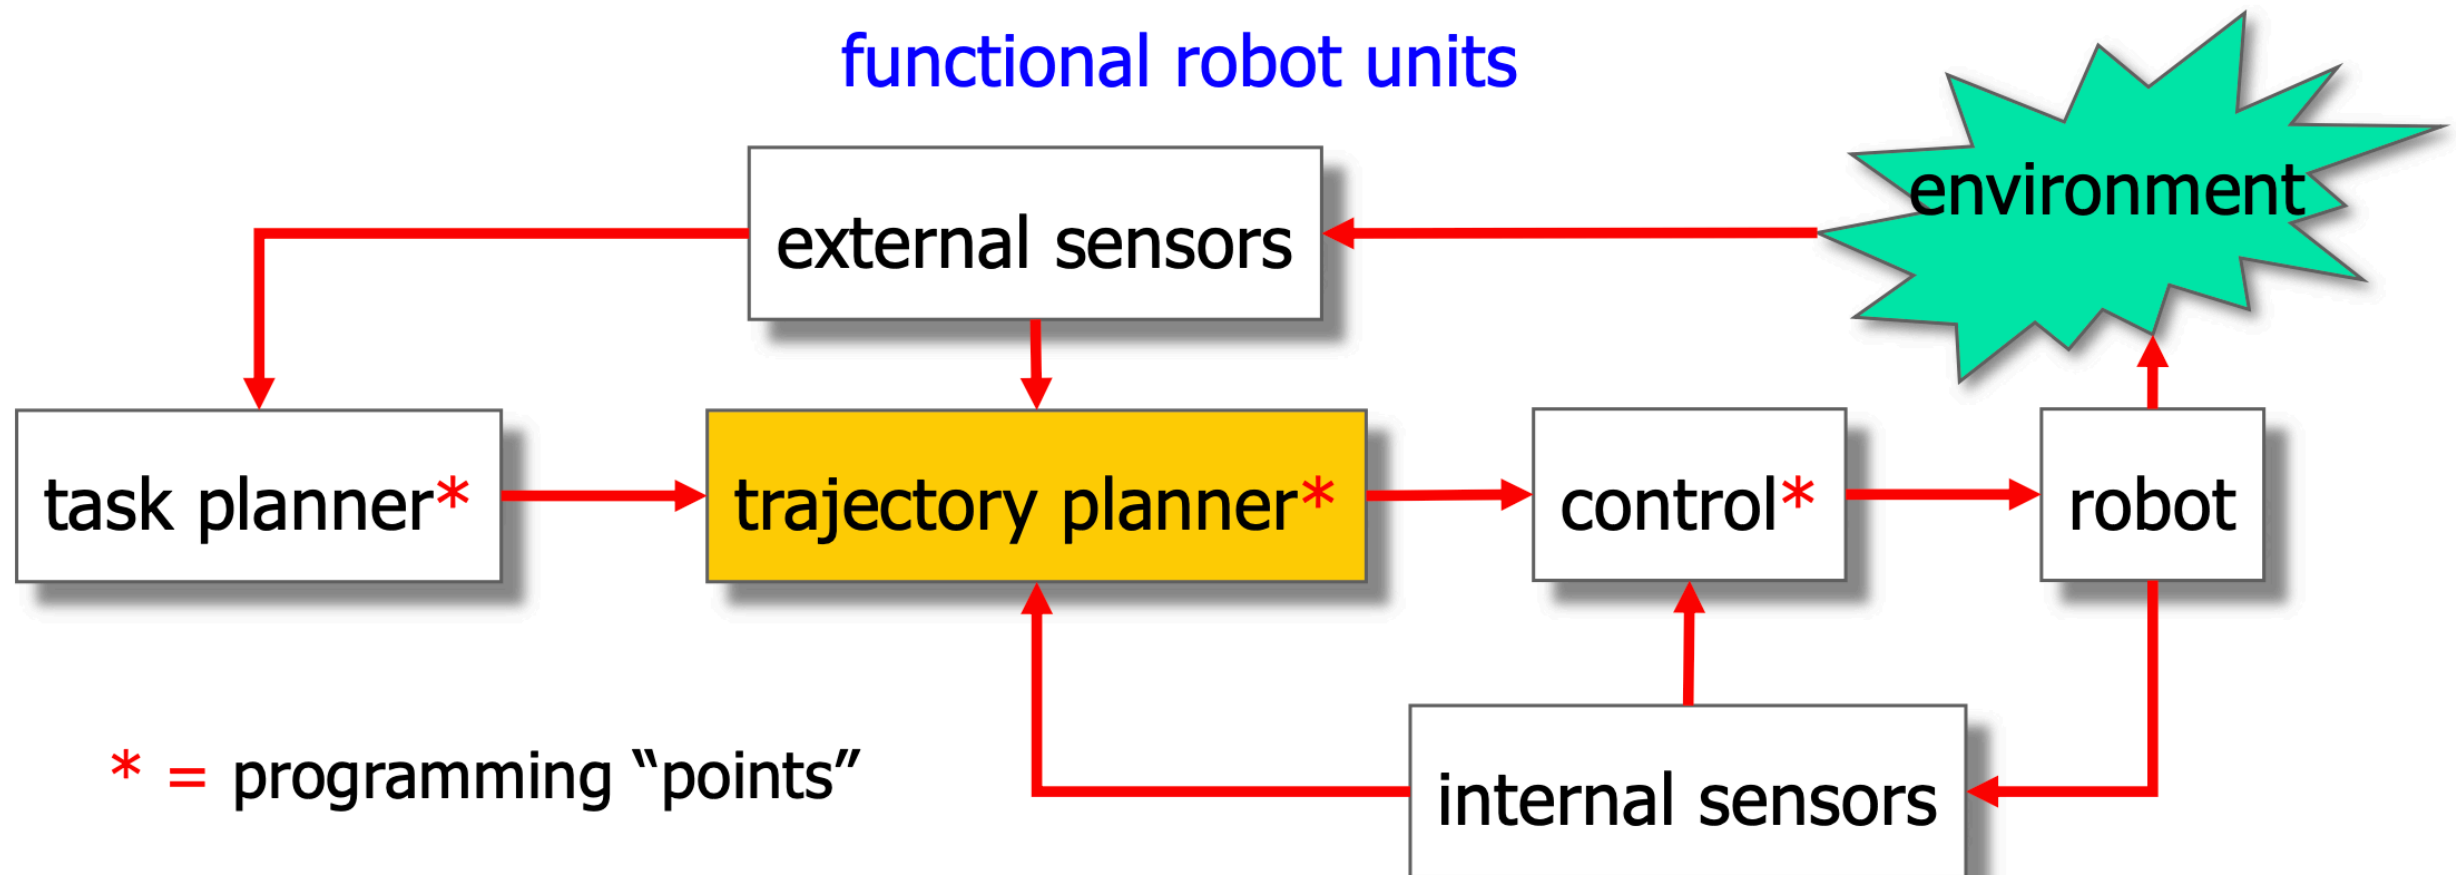 functional robot units
environment
external sensors
task planner*
trajectory planner*
control*
robot
* = programming “points”
internal sensors